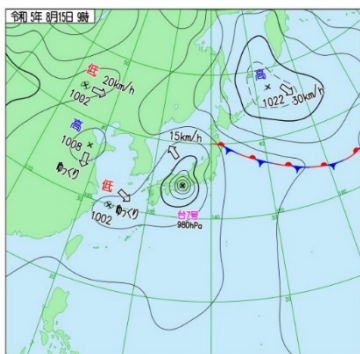 令和 5年 8月15日 9時
低 20km/h
1002
高
1022
30km/h
高
1008
ゆっくり
15km/h
低
ゆっくり
1002
台7号
980hPa